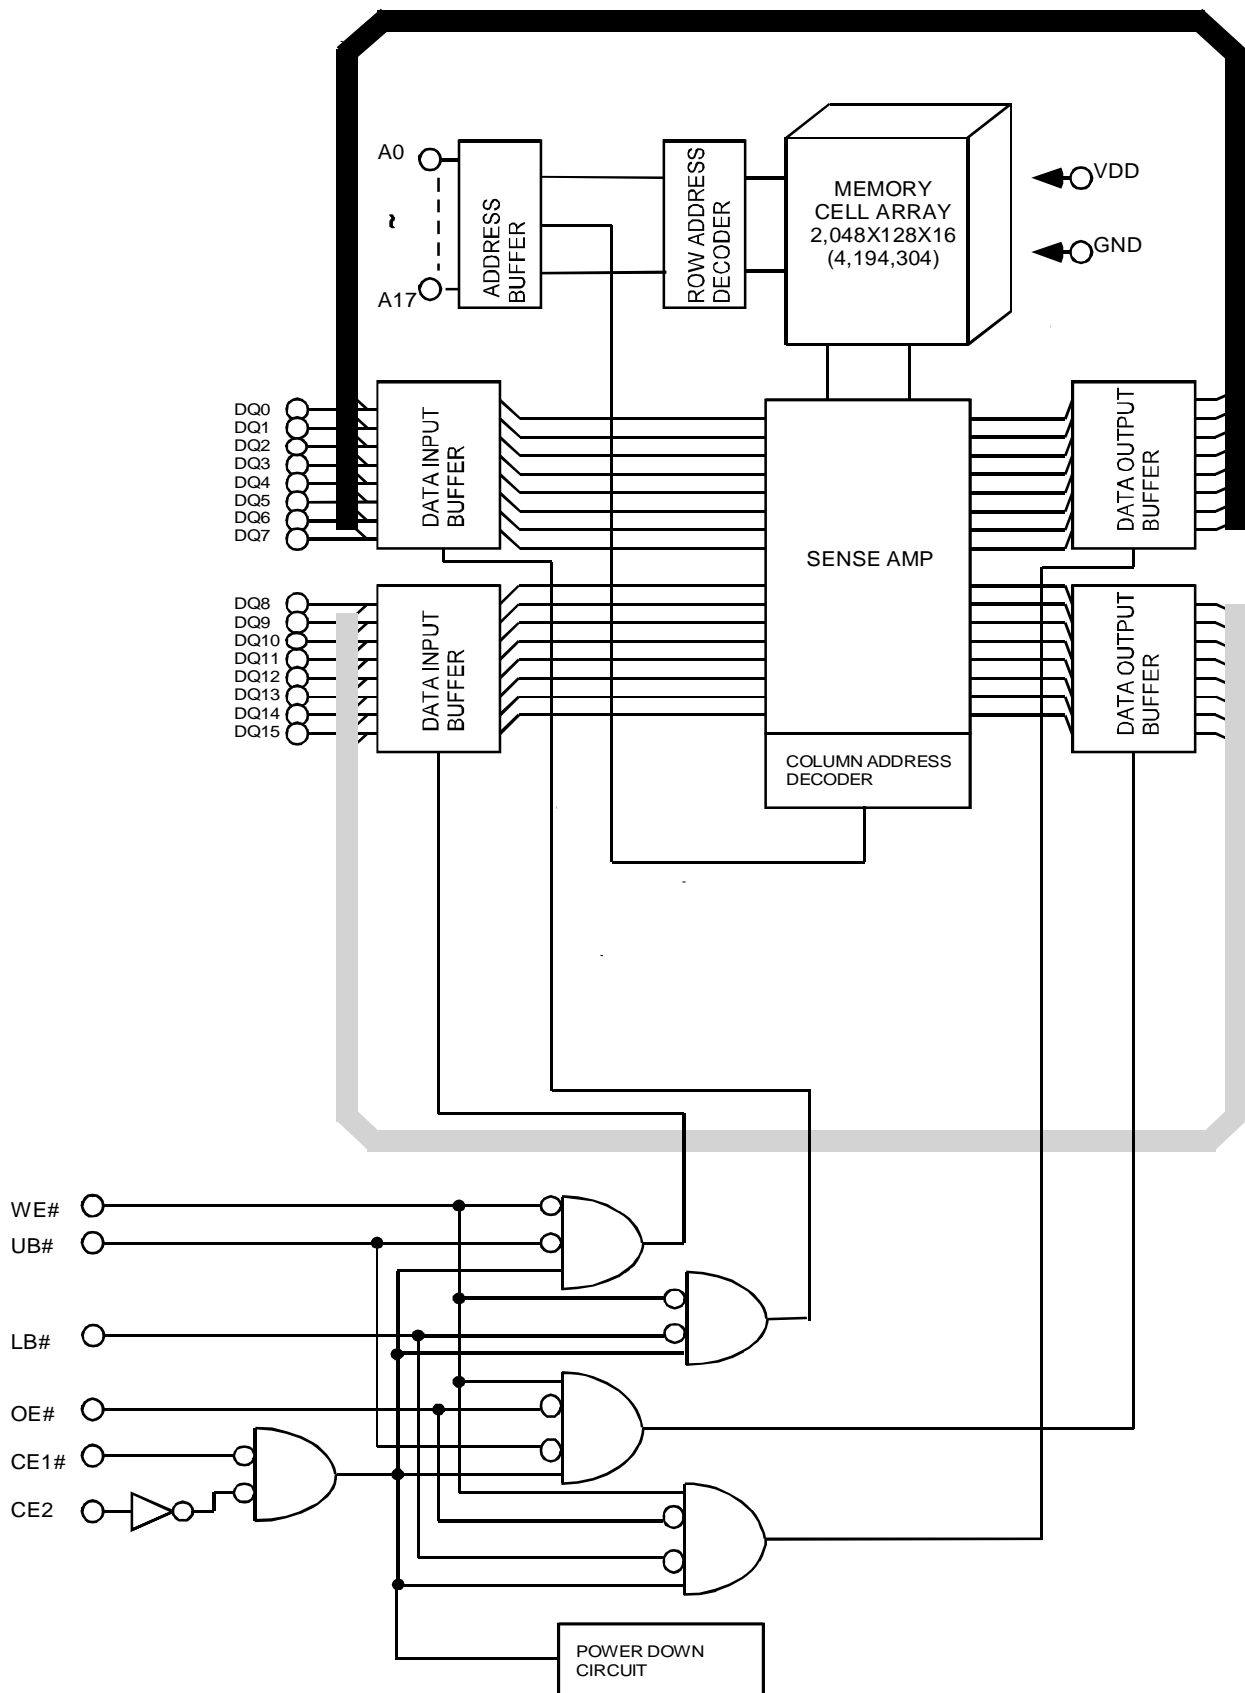 A0
~
A17
ADDRESS
BUFFER
ROW ADDRESS
DECODER
MEMORY
CELL ARRAY
2,048X128X16
(4,194,304)
VDD
GND
DQ0
DQ1
DQ2
DQ3
DQ4
DQ5
DQ6
DQ7
DATA INPUT
BUFFER
SENSE AMP
DATA OUTPUT
BUFFER
DQ8
DQ9
DQ10
DQ11
DQ12
DQ13
DQ14
DQ15
DATA INPUT
BUFFER
DATA OUTPUT
BUFFER
COLUMN ADDRESS
DECODER
WE#
UB#
LB#
OE#
CE1#
CE2
POWER DOWN
CIRCUIT